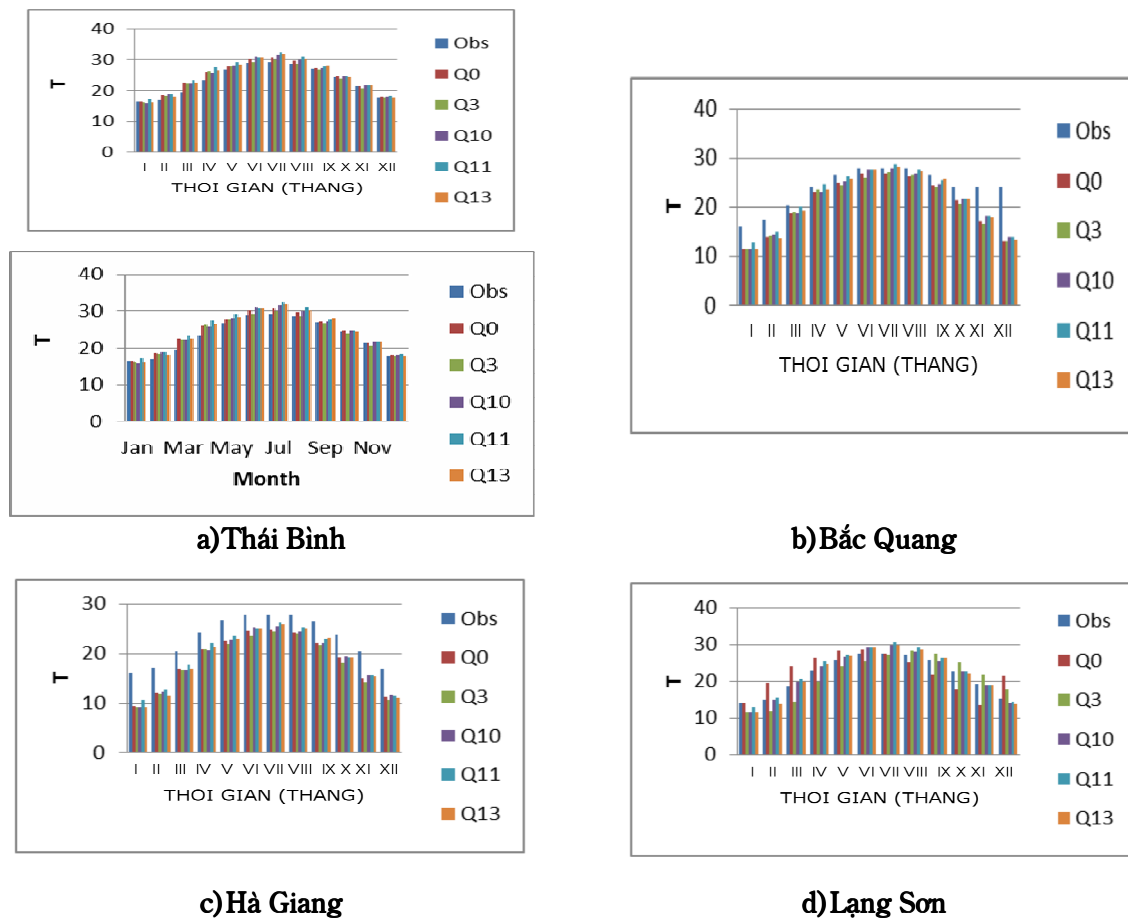 40
30
20
10
0
T
I II III IV V VI VII VIII IX X XI XII
THOI GIAN (THANG)
Obs
Q0
Q3
Q10
Q11
Q13
40
30
20
10
0
T
Jan Mar May Jul Sep Nov
Month
Obs
Q0
Q3
Q10
Q11
Q13
a)Thái Bình
40
30
20
10
0
T
I II III IV V VI VII VIII IX X XI XII
THOI GIAN (THANG)
Obs
Q0
Q3
Q10
Q11
Q13
b)Bắc Quang
30
20
10
0
T
I II III IV V VI VII VIII IX X XI XII
THOI GIAN (THANG)
Obs
Q0
Q3
Q10
Q11
Q13
c)Hà Giang
40
30
20
10
0
T
I II III IV V VI VII VIII IX X XI XII
THOI GIAN (THANG)
Obs
Q0
Q3
Q10
Q11
Q13
d)Lạng Sơn